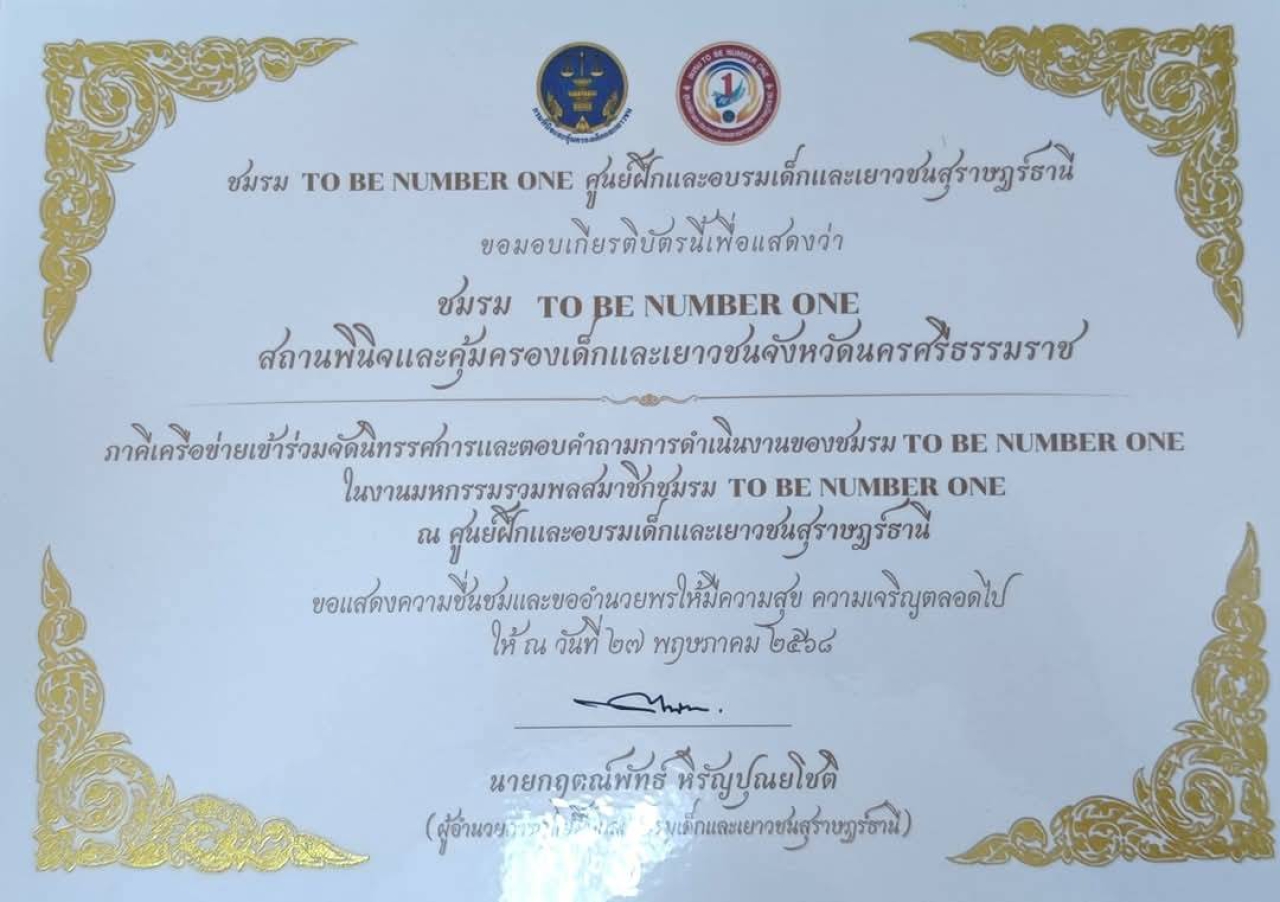 ชมรม TO BE NUMBER ONE ศูนย์ฝึกและอบรมเด็กและเยาวชนสุราษฎร์ธานี
ขอมอบเกียรติบัตรนี้เพื่อแสดงว่า
ชมรม TO BE NUMBER ONE
สถานพินิจและคุ้มครองเด็กและเยาวชนจังหวัดนครศรีธรรมราช
ภาคีเครือข่ายเข้าร่วมจัดนิทรรศการและตอบคำถามการดำเนินงานของชมรม TO BE NUMBER ONE
ในงานมหกรรมรวมพลสมาชิกชมรม TO BE NUMBER ONE
ณ ศูนย์ฝึกและอบรมเด็กและเยาวชนสุราษฎร์ธานี
ขอแสดงความชื่นชมและขออำนวยพรให้มีความสุข ความเจริญตลอดไป
ให้ ณ วันที่ ๒๗ พฤษภาคม ๒๕๖๘
นายกฤตณ์พัทธ์ หิรัญปุณยโชติ
(ผู้อำนวยการ อบรมเด็กและเยาวชนสุราษฎร์ธานี)